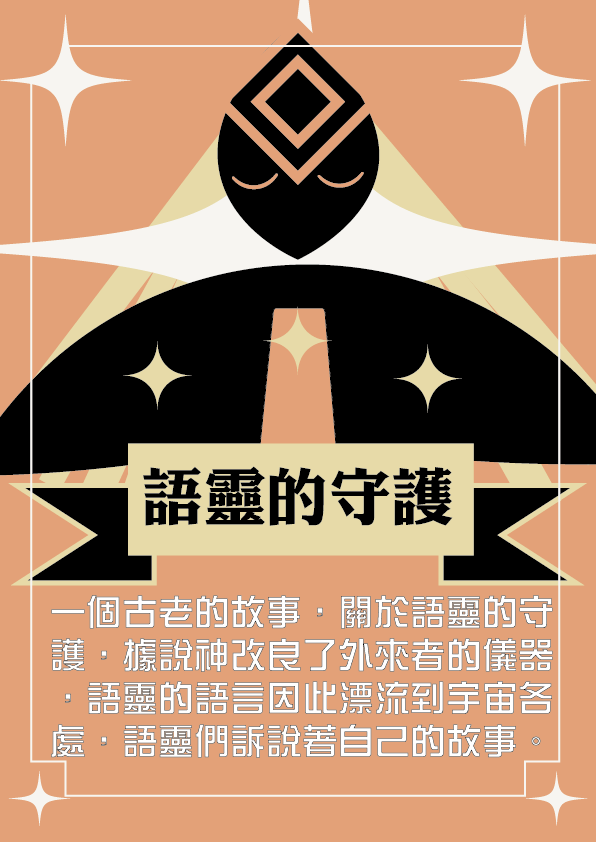 語靈的守護
一個古老的故事，關於語靈的守
護，據說神改良了外來者的儀器
，語靈的語言因此漂流到宇宙各
處，語靈們訴說著自己的故事。